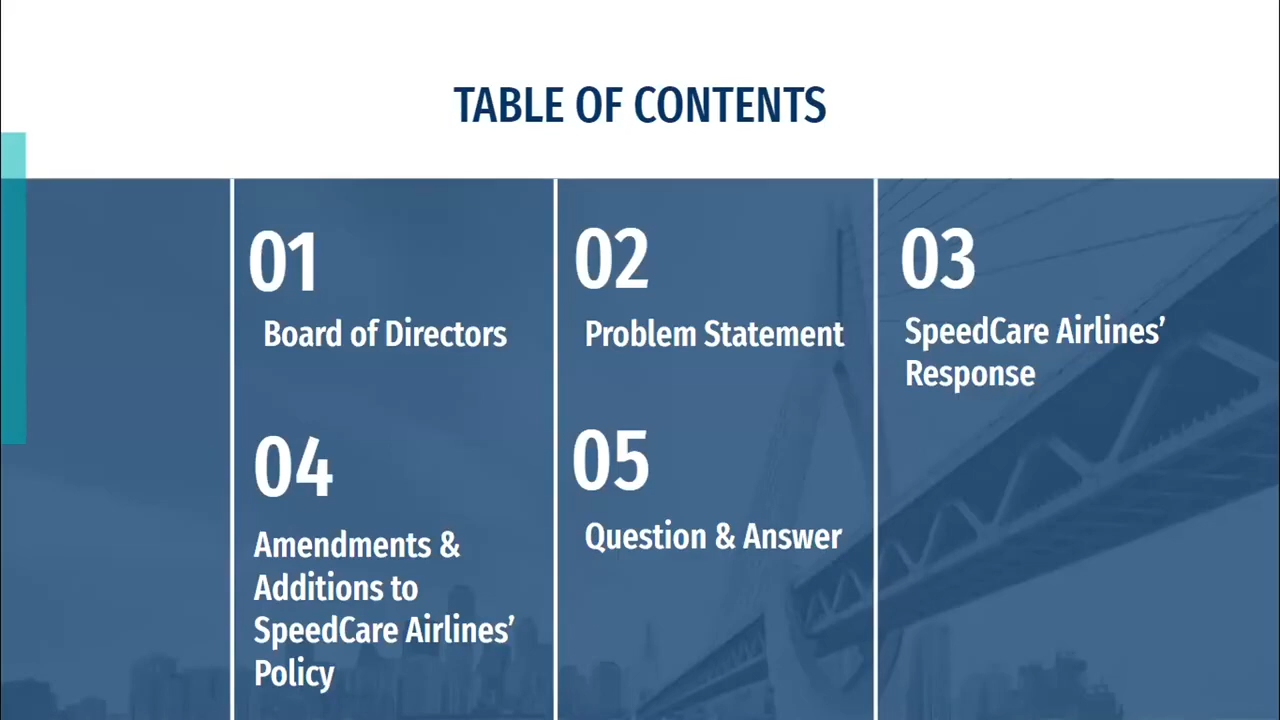 TABLE OF CONTENTS
01
Board of Directors
02
Problem Statement
03
SpeedCare Airlines’
Response
04
Amendments &
Additions to
SpeedCare Airlines’
Policy
05
Question & Answer